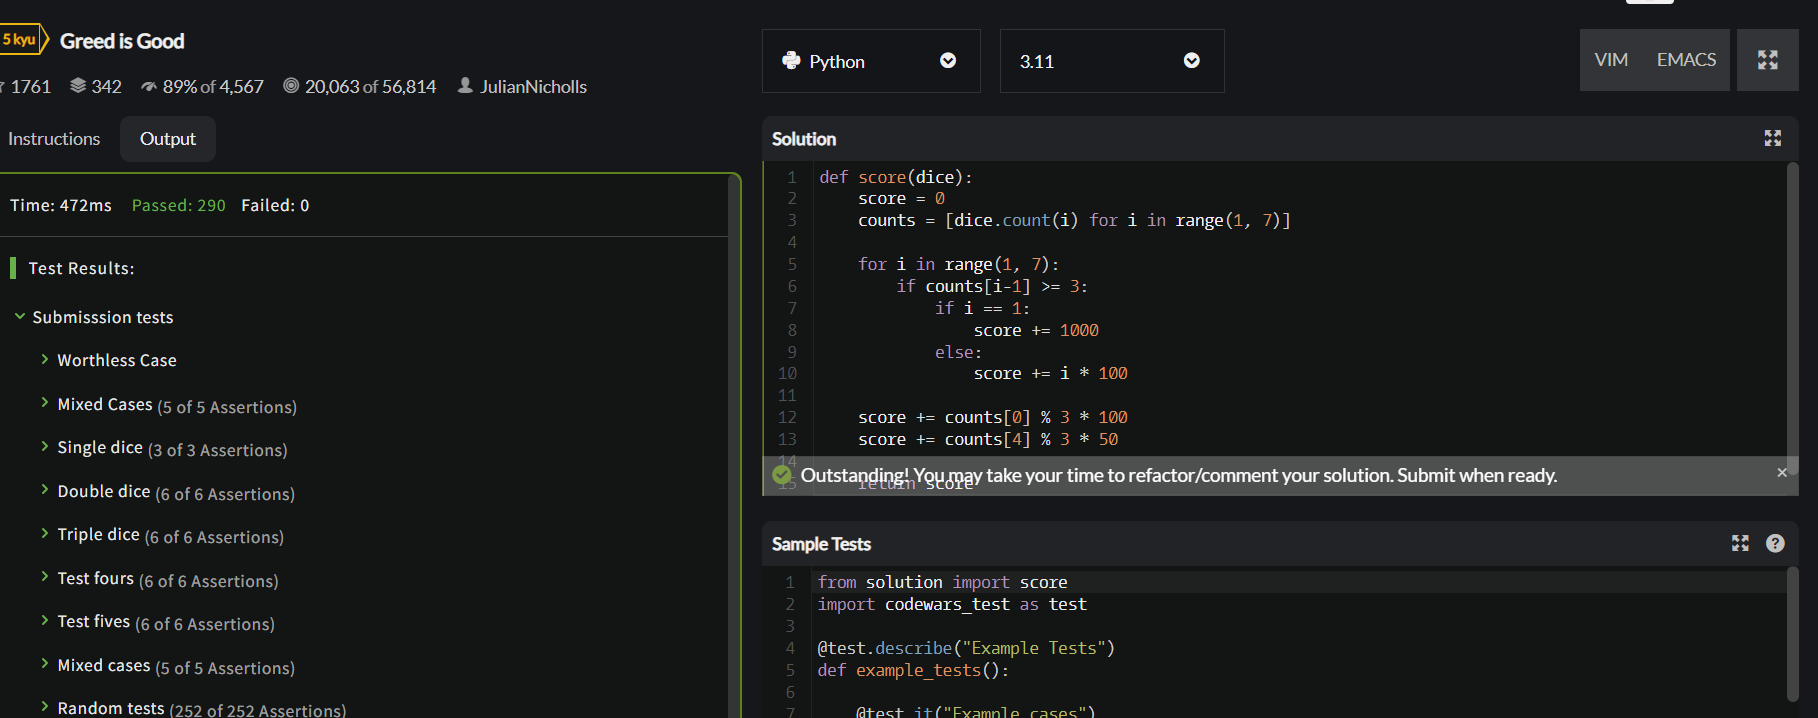 5 kyu Greed is Good
1761 342 89% of 4,567 20,063 of 56,814 JulianNicholls
Instructions Output
Time: 472ms Passed: 290 Failed: 0
Test Results:
Submisssion tests
Worthless Case
Mixed Cases (5 of 5 Assertions)
Single dice (3 of 3 Assertions)
Double dice (6 of 6 Assertions)
Triple dice (6 of 6 Assertions)
Test fours (6 of 6 Assertions)
Test fives (6 of 6 Assertions)
Mixed cases (5 of 5 Assertions)
Random tests (252 of 252 Assertions)
Python 3.11 VIM EMACS
Solution
1 def score(dice):
2 score = 0
3 counts = [dice.count(i) for i in range(1, 7)]
4
5 for i in range(1, 7):
6 if counts[i-1] >= 3:
7 if i == 1:
8 score += 1000
9 else:
10 score += i * 100
11
12 score += counts[0] % 3 * 100
13 score += counts[4] % 3 * 50
14
Outstanding! You may take your time to refactor/comment your solution. Submit when ready. ×
15 return score
Sample Tests ?
1 from solution import score
2 import codewars_test as test
3
4 @test.describe("Example Tests")
5 def example_tests():
6
7 @test.it("Example cases")